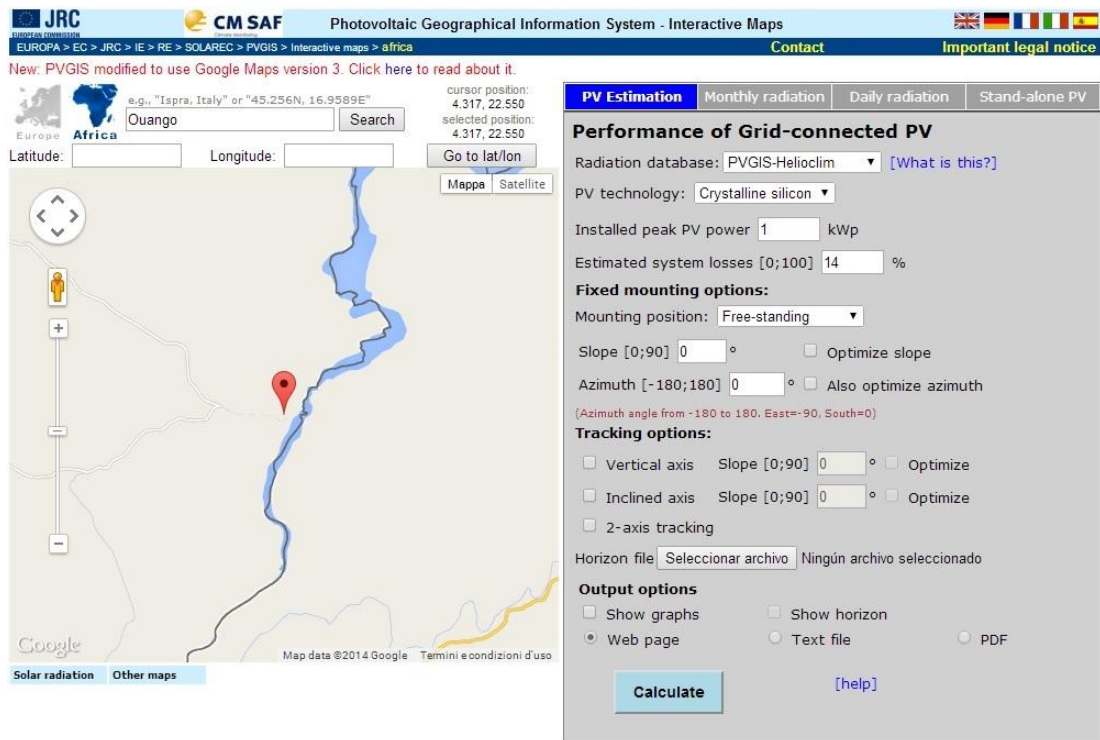 JRC
EUROPEAN COMMISSION
CM SAF
Photovoltaic Geographical Information System - Interactive Maps
EUROPA > EC > JRC > IE > RE > SOLAREC > PVGIS > Interactive maps > africa
Contact
Important legal notice
New: PVGIS modified to use Google Maps version 3. Click here to read about it.
Europe
Africa
e.g., "Ispra, Italy" or "45.256N, 16.9589E"
Ouango
Search
cursor position:
4.317, 22.550
selected position:
4.317, 22.550
Latitude:
Longitude:
Go to lat/lon
Mappa
Satellite
Google
Map data ©2014 Google
Termini e condizioni d'uso
Solar radiation
Other maps
PV Estimation
Monthly radiation
Daily radiation
Stand-alone PV
Performance of Grid-connected PV
Radiation database: PVGIS-Helioclim [What is this?]
PV technology: Crystalline silicon
Installed peak PV power 1 kWp
Estimated system losses [0;100] 14 %
Fixed mounting options:
Mounting position: Free-standing
Slope [0;90] 0 ° Optimize slope
Azimuth [-180;180] 0 ° Also optimize azimuth
(Azimuth angle from -180 to 180. East=-90, South=0)
Tracking options:
Vertical axis Slope [0;90] 0 ° Optimize
Inclined axis Slope [0;90] 0 ° Optimize
2-axis tracking
Horizon file Seleccionar archivo Ningún archivo seleccionado
Output options
Show graphs Show horizon
Web page Text file PDF
Calculate [help]